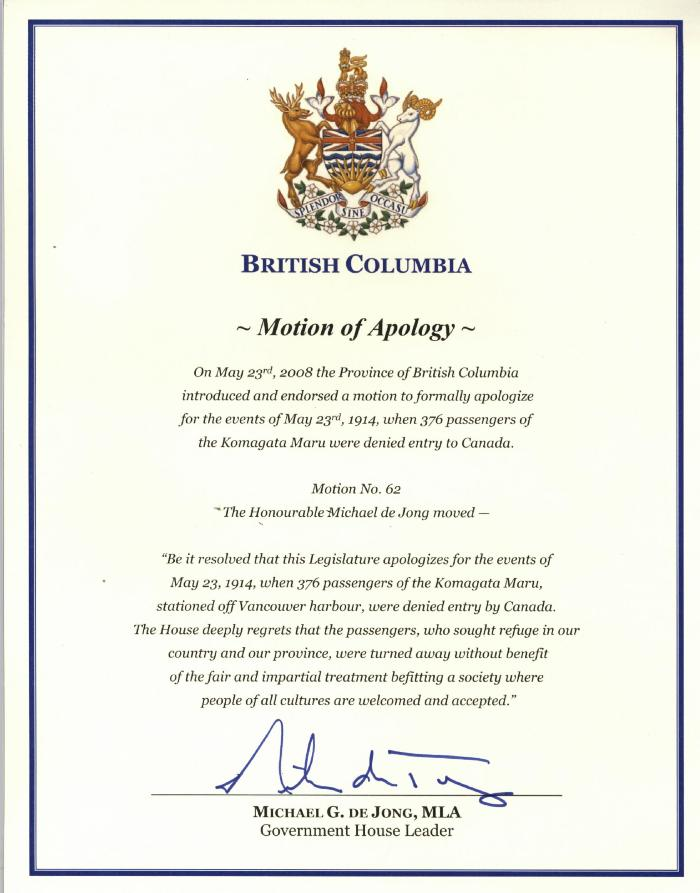 SPLENDOR SINE OCCASU
BRITISH COLUMBIA
~ Motion of Apology ~
On May 23rd, 2008 the Province of British Columbia
introduced and endorsed a motion to formally apologize
for the events of May 23rd, 1914, when 376 passengers of
the Komagata Maru were denied entry to Canada.
Motion No. 62
The Honourable Michael de Jong moved —
“Be it resolved that this Legislature apologizes for the events of
May 23, 1914, when 376 passengers of the Komagata Maru,
stationed off Vancouver harbour, were denied entry by Canada.
The House deeply regrets that the passengers, who sought refuge in our
country and our province, were turned away without benefit
of the fair and impartial treatment befitting a society where
people of all cultures are welcomed and accepted.”
MICHAEL G. DE JONG, MLA
Government House Leader